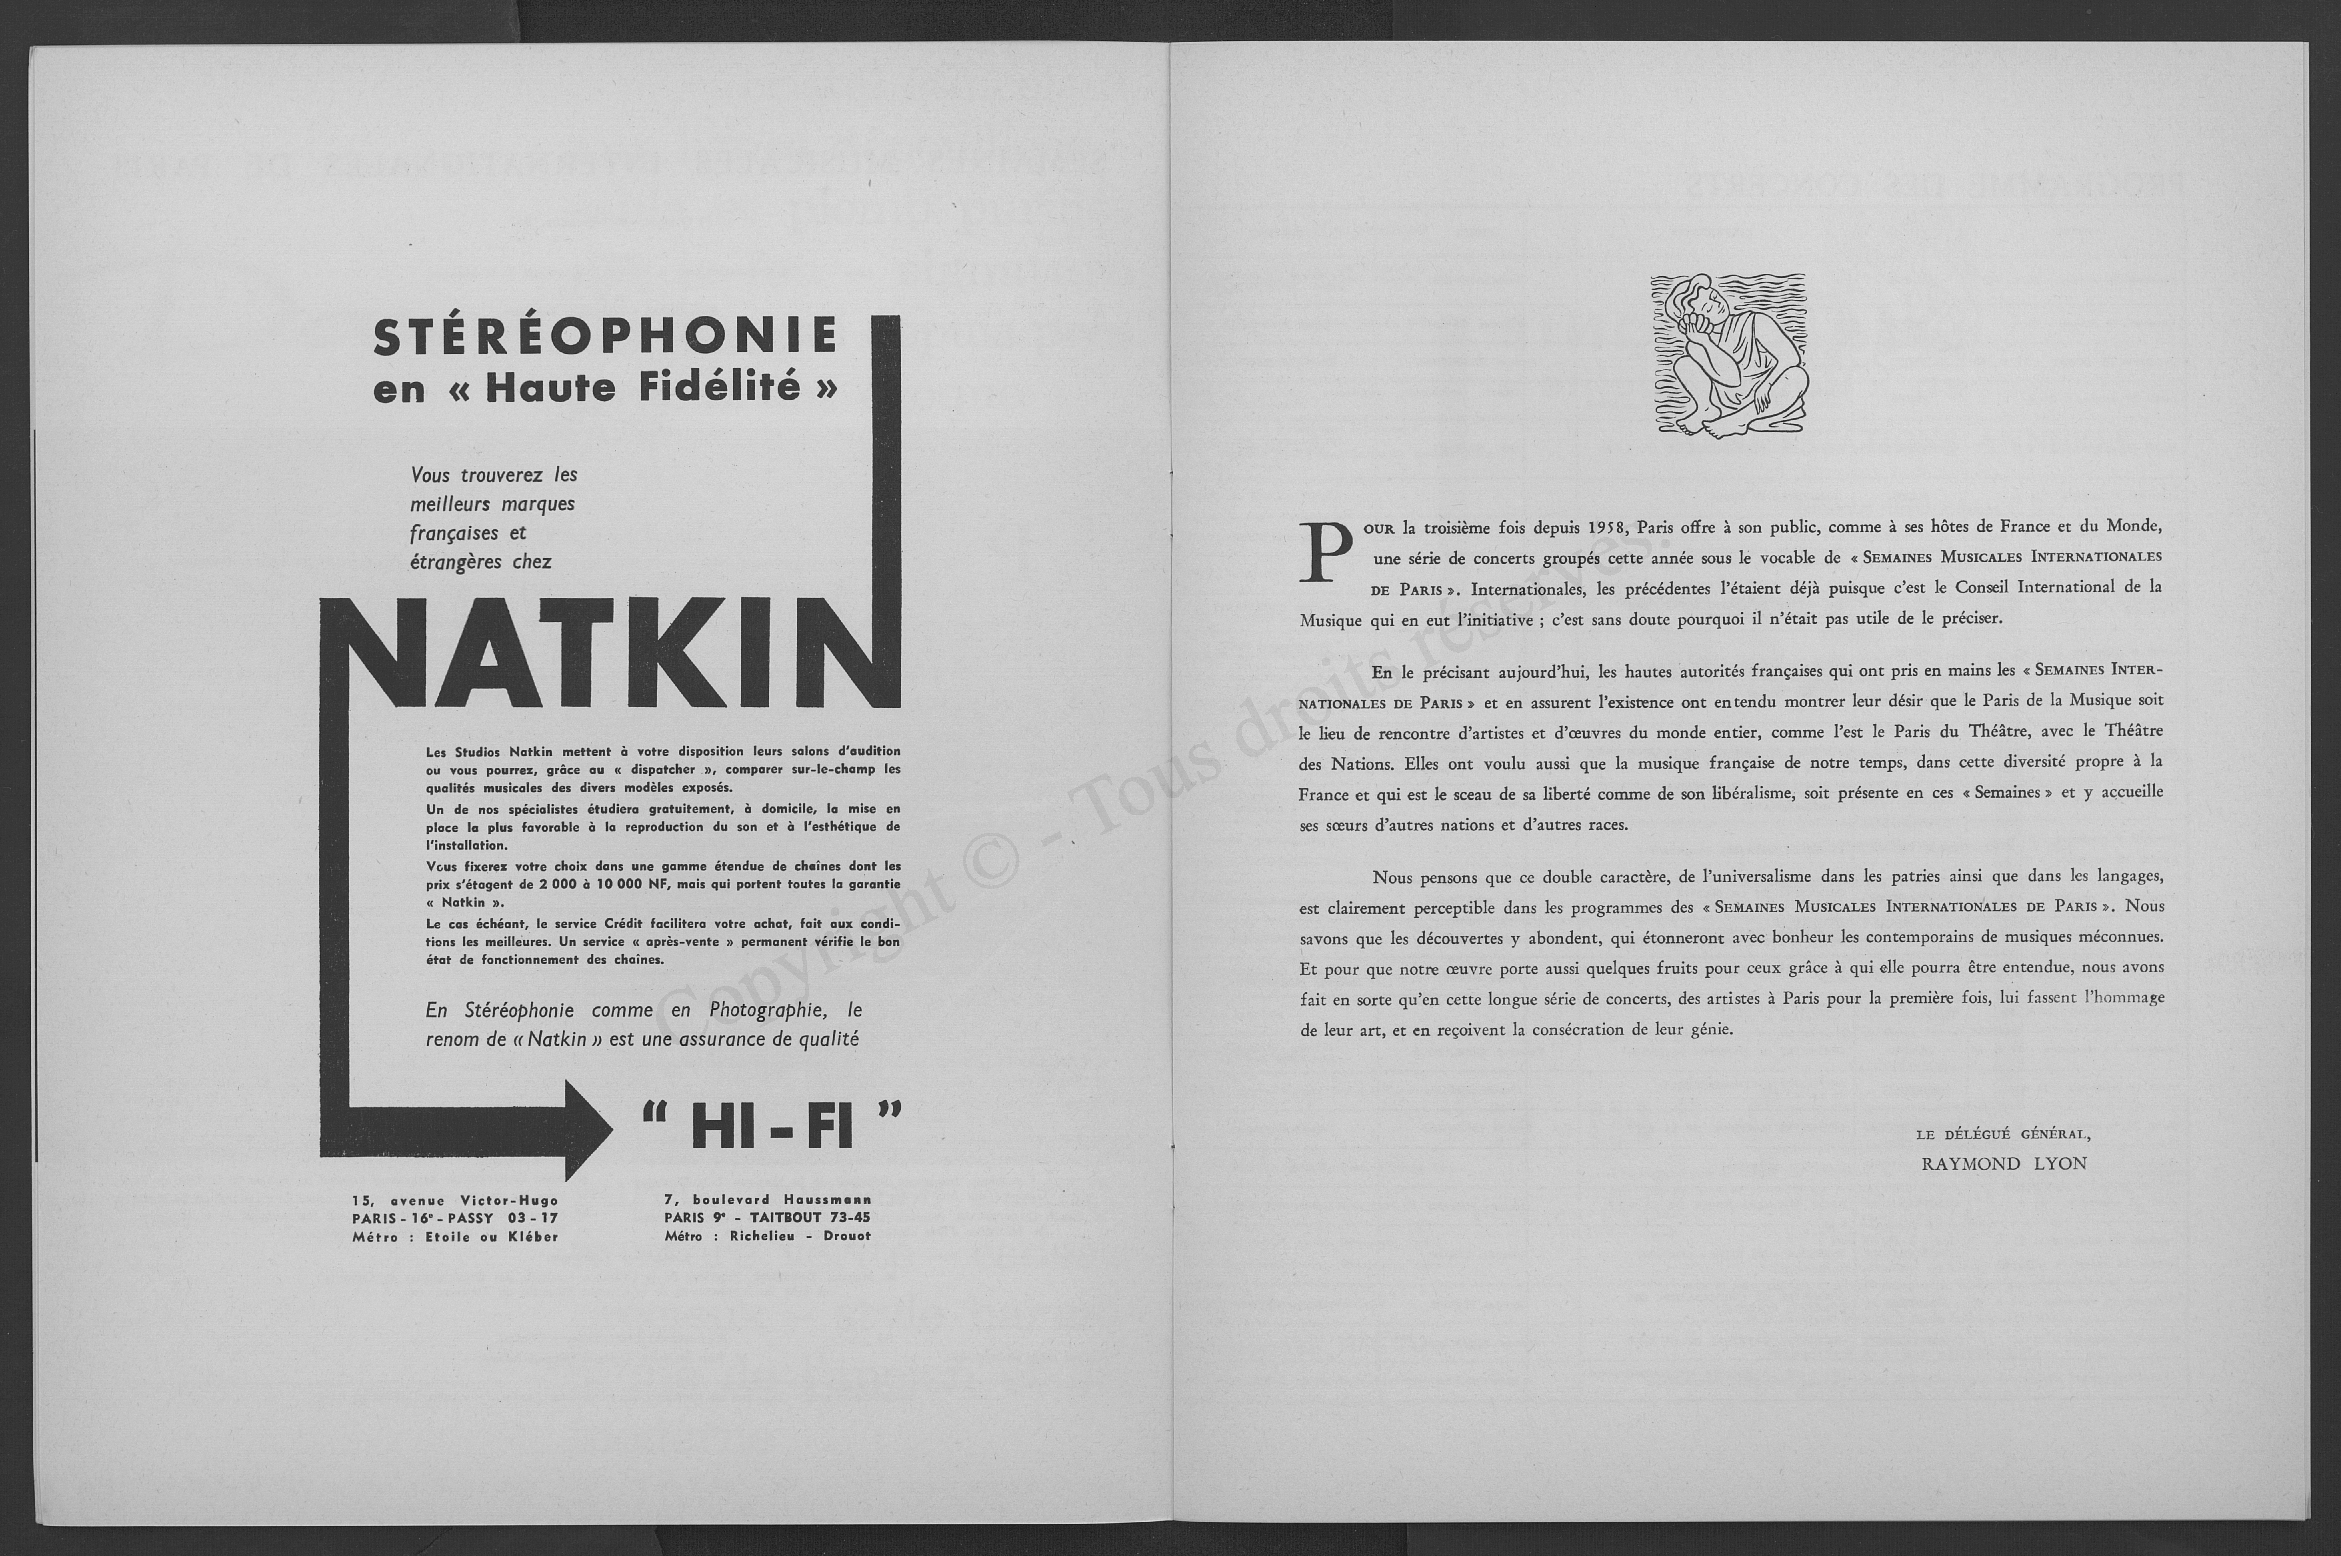 STÉRÉOPHONIE
en « Haute Fidélité »
Vous trouverez les
meilleurs marques
françaises et
étrangères chez
NATKIN
Les Studios Natkin mettent à votre disposition leurs salons d'audition
ou vous pourrez, grâce au « dispatcher », comparer sur-le-champ les
qualités musicales des divers modèles exposés.
Un de nos spécialistes étudiera gratuitement, à domicile, la mise en
place la plus favorable à la reproduction du son et à l'esthétique de
l'installation.
Vous fixerez votre choix dans une gamme étendue de chaînes dont les
prix s'étagent de 2 000 à 10 000 NF, mais qui portent toutes la garantie
« Natkin ».
Le cas échéant, le service Crédit facilitera votre achat, fait aux condi-
tions les meilleures. Un service « après-vente » permanent vérifie le bon
état de fonctionnement des chaînes.
En Stéréophonie comme en Photographie, le
renom de « Natkin » est une assurance de qualité
" HI - FI "
15, avenue Victor-Hugo
PARIS - 16e - PASSY 03 - 17
Métro : Etoile ou Kléber
7, boulevard Haussmann
PARIS 9e - TAITBOUT 73-45
Métro : Richelieu - Drouot
POUR la troisième fois depuis 1958, Paris offre à son public, comme à ses hôtes de France et du Monde,
une série de concerts groupés cette année sous le vocable de « SEMAINES MUSICALES INTERNATIONALES
DE PARIS ». Internationales, les précédentes l'étaient déjà puisque c'est le Conseil International de la
Musique qui en eut l'initiative ; c'est sans doute pourquoi il n'était pas utile de le préciser.
En le précisant aujourd'hui, les hautes autorités françaises qui ont pris en mains les « SEMAINES INTER-
NATIONALES DE PARIS » et en assurent l'existence ont entendu montrer leur désir que le Paris de la Musique soit
le lieu de rencontre d'artistes et d'œuvres du monde entier, comme l'est le Paris du Théâtre, avec le Théâtre
des Nations. Elles ont voulu aussi que la musique française de notre temps, dans cette diversité propre à la
France et qui est le sceau de sa liberté comme de son libéralisme, soit présente en ces « Semaines » et y accueille
ses sœurs d'autres nations et d'autres races.
Nous pensons que ce double caractère, de l'universalisme dans les patries ainsi que dans les langages,
est clairement perceptible dans les programmes des « SEMAINES MUSICALES INTERNATIONALES DE PARIS ». Nous
savons que les découvertes y abondent, qui étonneront avec bonheur les contemporains de musiques méconnues.
Et pour que notre œuvre porte aussi quelques fruits pour ceux grâce à qui elle pourra être entendue, nous avons
fait en sorte qu'en cette longue série de concerts, des artistes à Paris pour la première fois, lui fassent l'hommage
de leur art, et en reçoivent la consécration de leur génie.
LE DÉLÉGUÉ GÉNÉRAL,
RAYMOND LYON
Copyright © - Tous droits réservés.